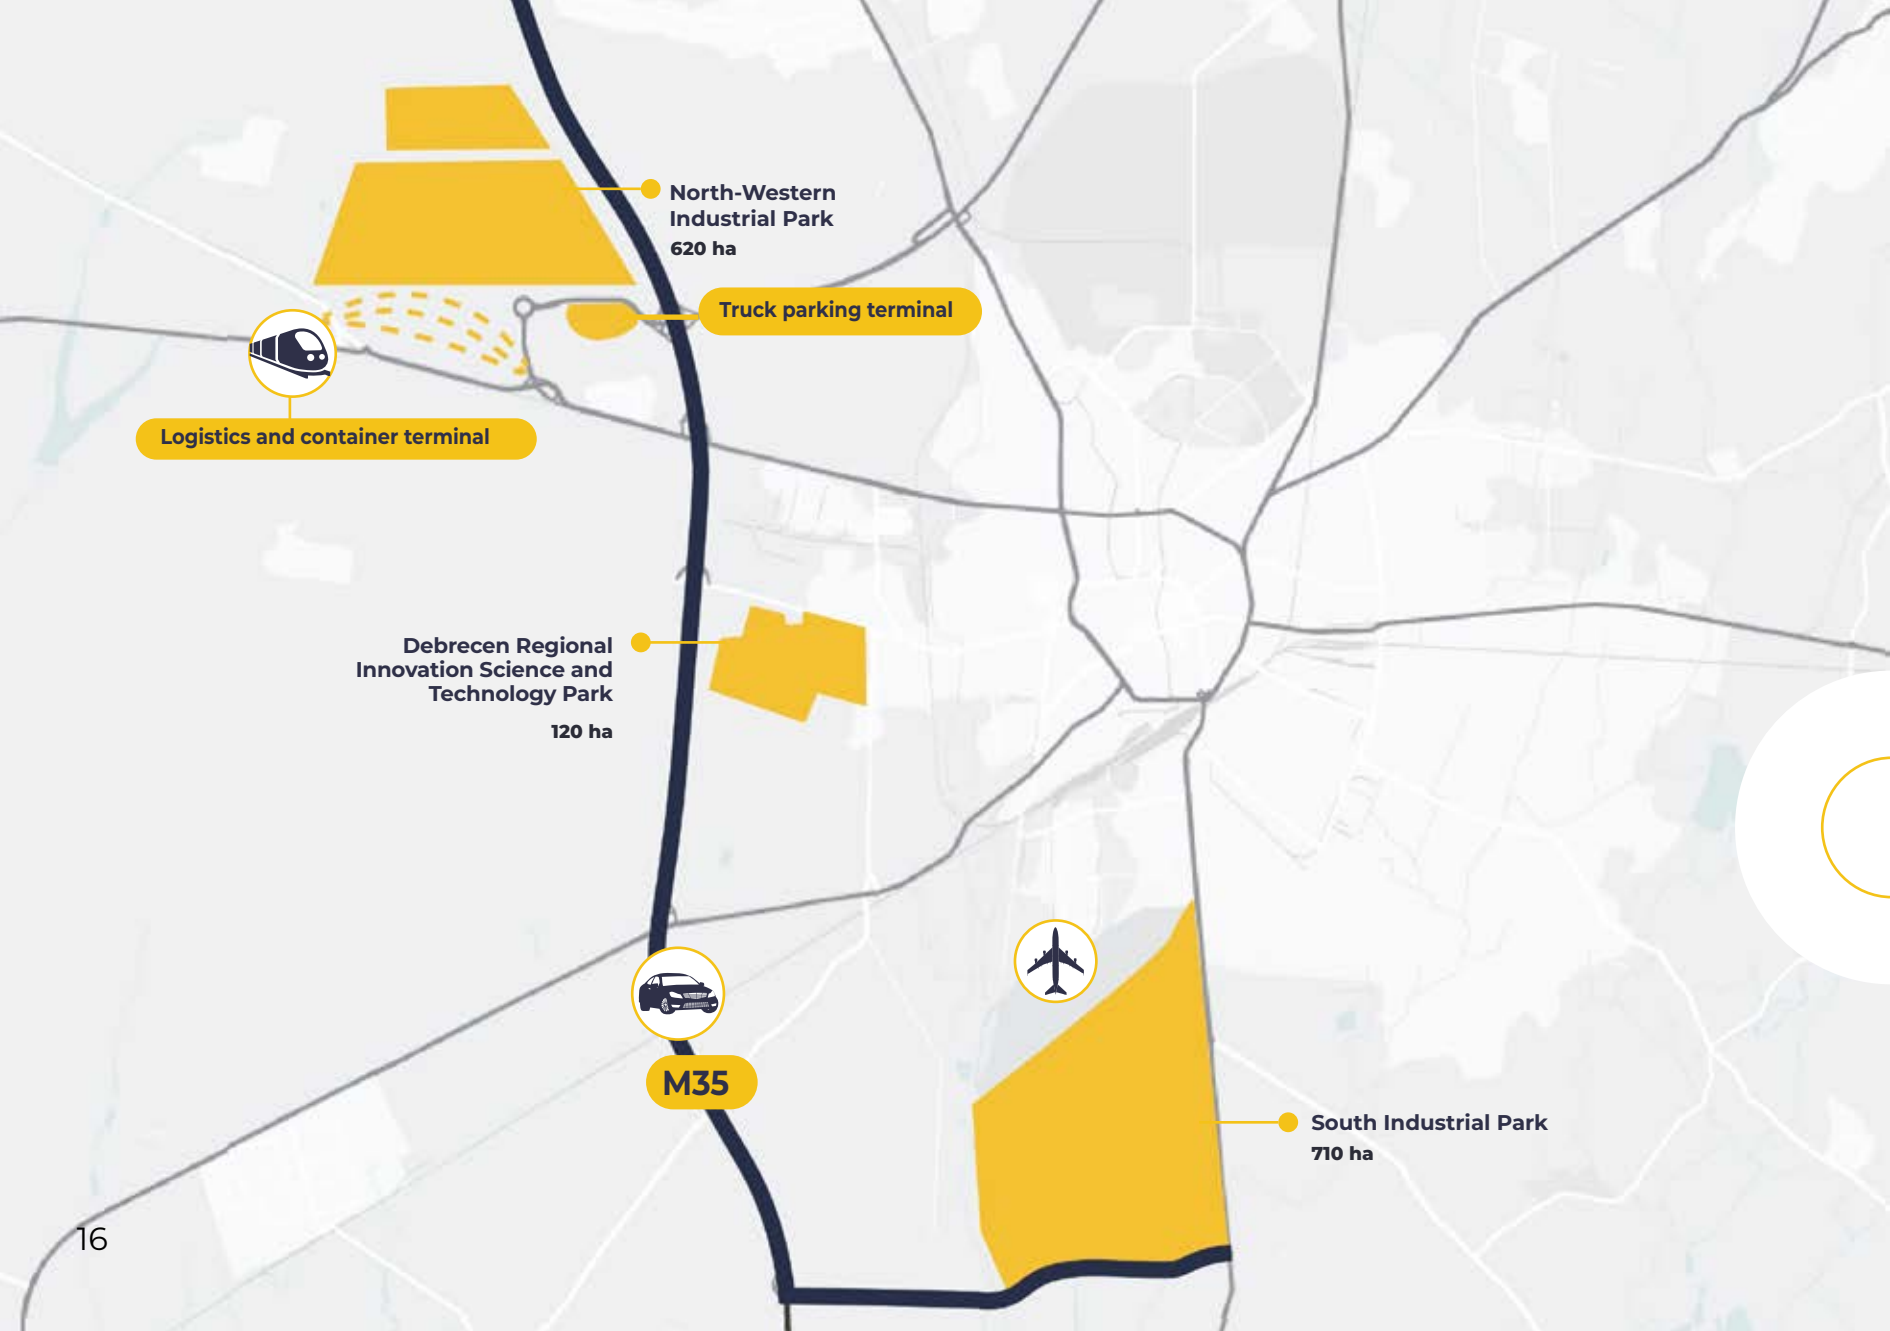 North-Western
Industrial Park
620 ha
Truck parking terminal
Logistics and container terminal
Debrecen Regional
Innovation Science and
Technology Park
120 ha
M35
South Industrial Park
710 ha
16